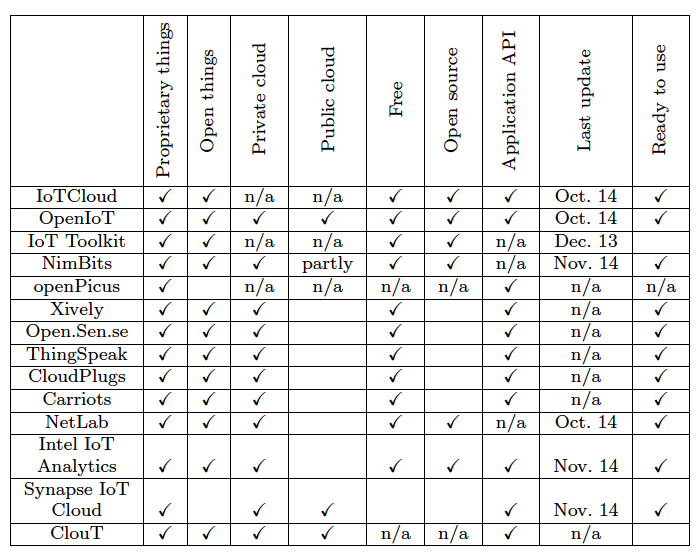 Proprietary things Open things Private cloud Public cloud Free Open source Application API Last update Ready to use
IoTCloud ✓ ✓ n/a n/a ✓ ✓ ✓ Oct. 14 ✓
OpenIoT ✓ ✓ ✓ ✓ ✓ ✓ ✓ Oct. 14 ✓
IoT Toolkit ✓ ✓ n/a n/a ✓ ✓ n/a Dec. 13
NimBits ✓ ✓ ✓ partly ✓ ✓ n/a Nov. 14 ✓
openPicus ✓ n/a n/a n/a n/a ✓ n/a n/a
Xively ✓ ✓ ✓ ✓ ✓ n/a ✓
Open.Sen.se ✓ ✓ ✓ ✓ ✓ n/a ✓
ThingSpeak ✓ ✓ ✓ ✓ ✓ n/a ✓
CloudPlugs ✓ ✓ ✓ ✓ ✓ n/a ✓
Carriots ✓ ✓ ✓ ✓ ✓ n/a ✓
NetLab ✓ ✓ ✓ ✓ ✓ n/a Oct. 14 ✓
Intel IoT
Analytics ✓ ✓ ✓ ✓ ✓ ✓ Nov. 14 ✓
Synapse IoT
Cloud ✓ ✓ ✓ ✓ Nov. 14 ✓
ClouT ✓ ✓ ✓ ✓ n/a n/a ✓ n/a